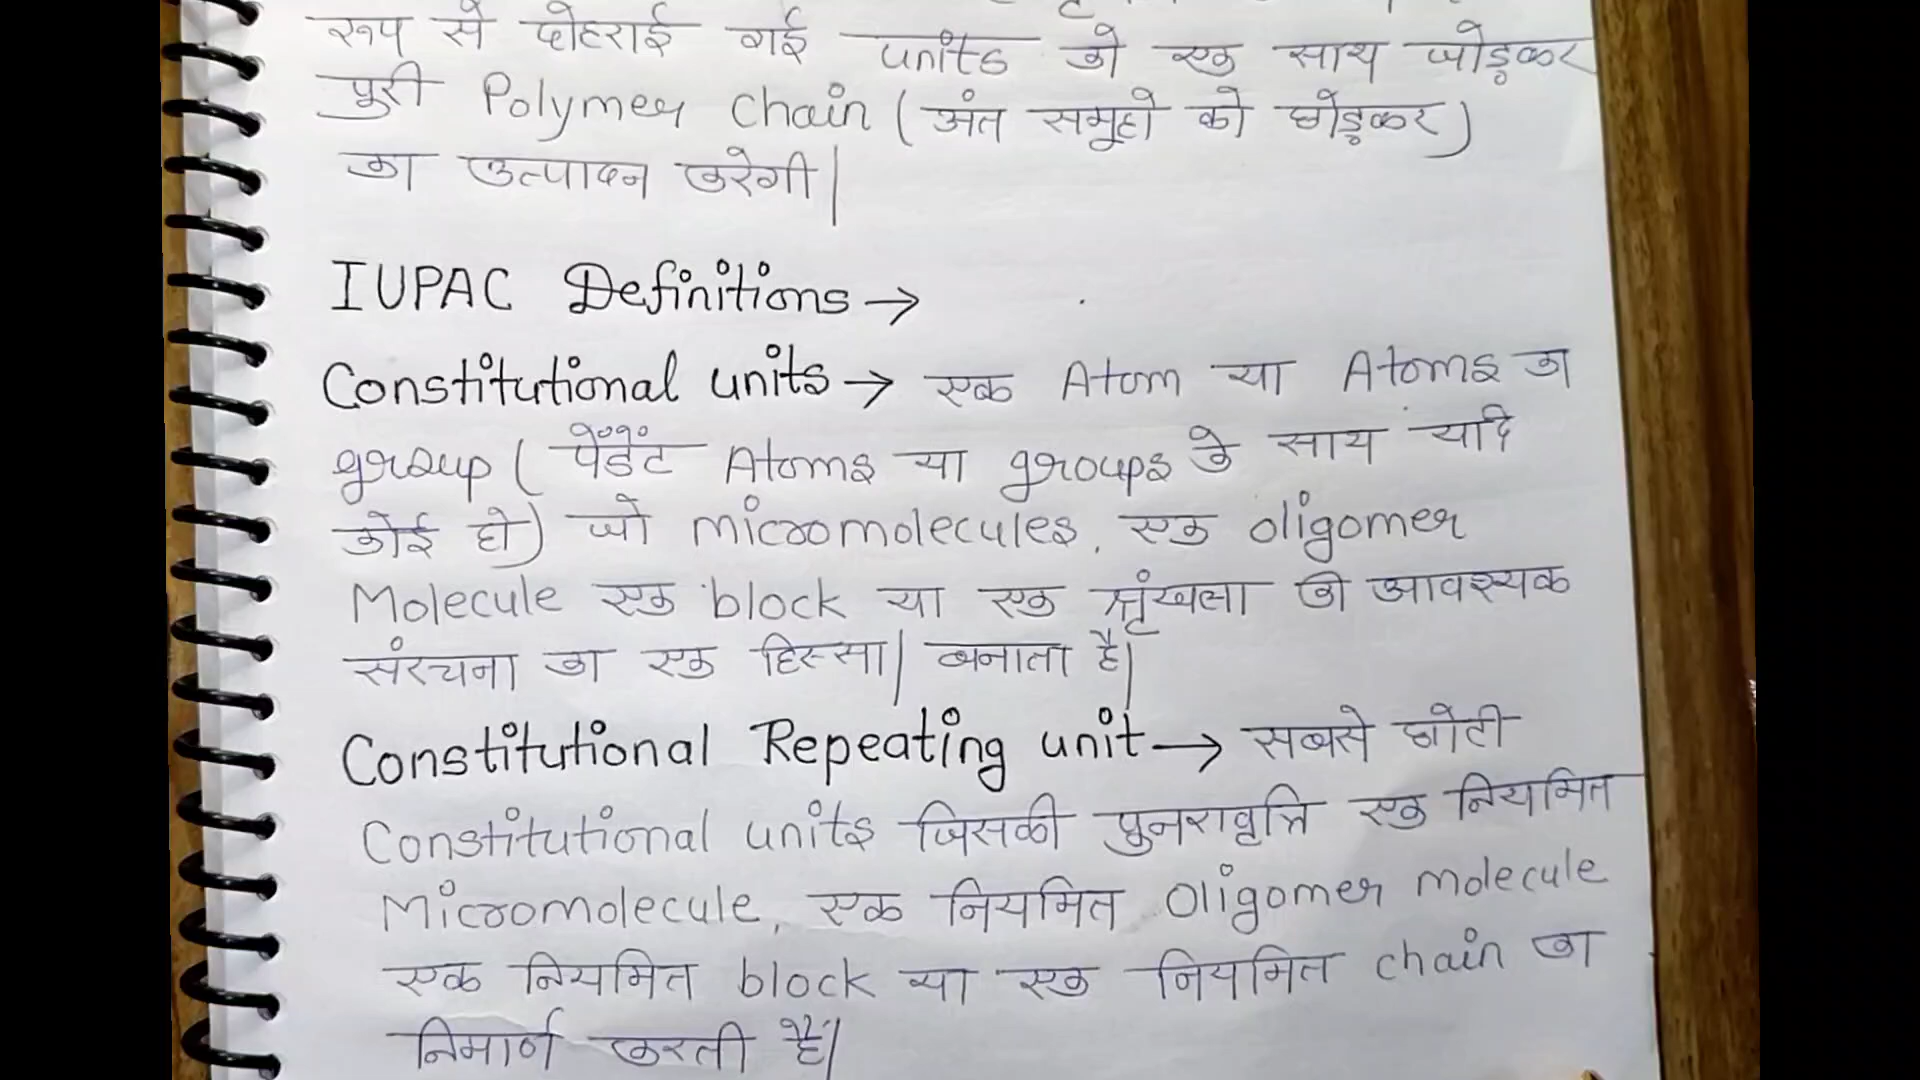 रूप से दोहराई गई units को एक साथ जोड़कर
पुरी Polymer Chain (अंत समूहो को छोड़कर)
का उत्पादन करेगी|
IUPAC Definitions →
Constitutional units → एक Atom या Atoms का
group ( पेंडेंट Atoms या groups के साथ यदि
कोई हो) जो micromolecules, एक oligomer
Molecule एक block या एक श्रृंखला की आवश्यक
संरचना का एक हिस्सा| बनाता है|
Constitutional Repeating unit → सबसे छोटी
Constitutional units जिसकी पुनरावृत्ति एक नियमित
Micromolecule, एक नियमित Oligomer molecule
एक नियमित block या एक नियमित chain का
निमार्ण करती है|